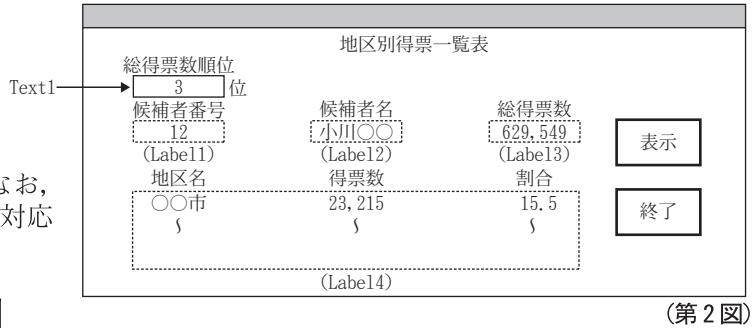 地区別得票一覧表
総得票数順位
Text1 3 位
候補者番号 候補者名 総得票数
12 小川○○ 629,549 表示
(Label1) (Label2) (Label3)
なお,
地区名 得票数 割合
対応
○○市 23,215 15.5 終了
〜 〜 〜
(Label4)
(第2図)